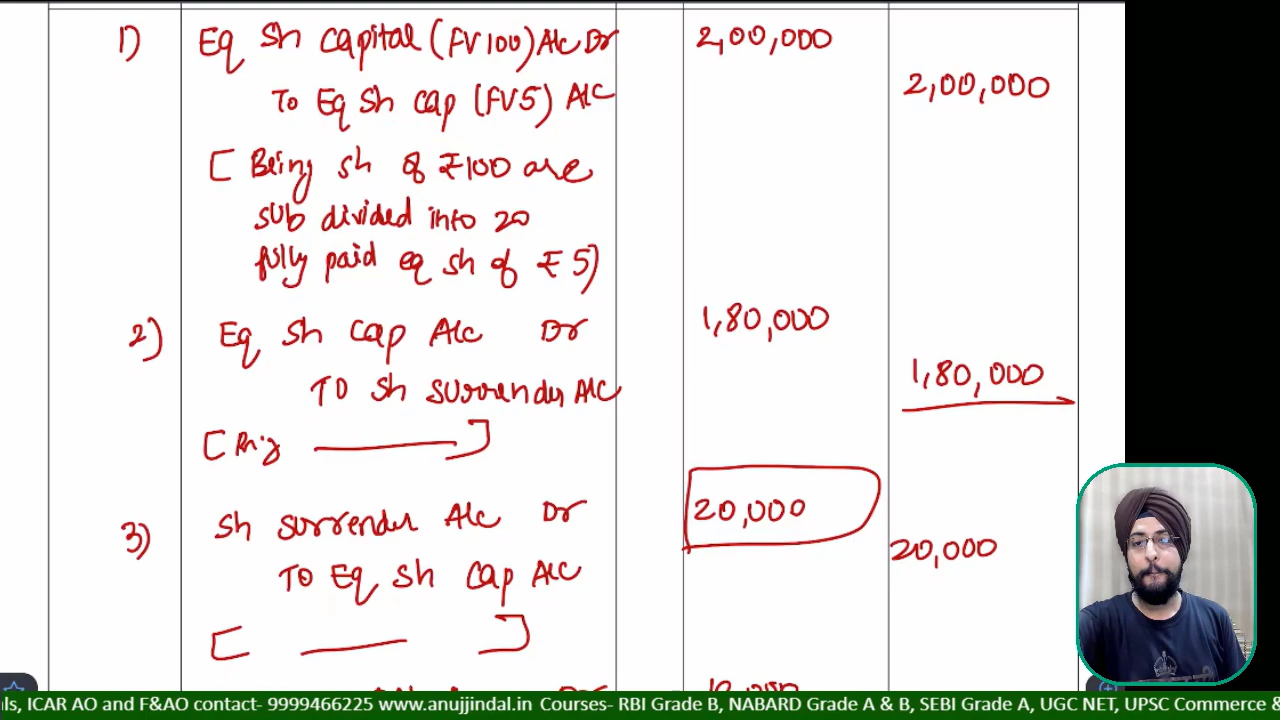 1) Eq Sh Capital (FV100) A/c Dr 2,00,000
To Eq Sh Cap (FV5) A/c 2,00,000
[Being sh of ₹100 are
sub divided into 20
fully paid eq sh of ₹5)
2) Eq Sh Cap A/c Dr 1,80,000
To Sh Surrender A/c 1,80,000
[ ]
3) Sh Surrender A/c Dr 20,000
To Eq Sh Cap A/c 20,000
[ ]
ls, ICAR AO and F&AO contact- 9999466225 www.anujjindal.in Courses- RBI Grade B, NABARD Grade A & B, SEBI Grade A, UGC NET, UPSC Commerce &